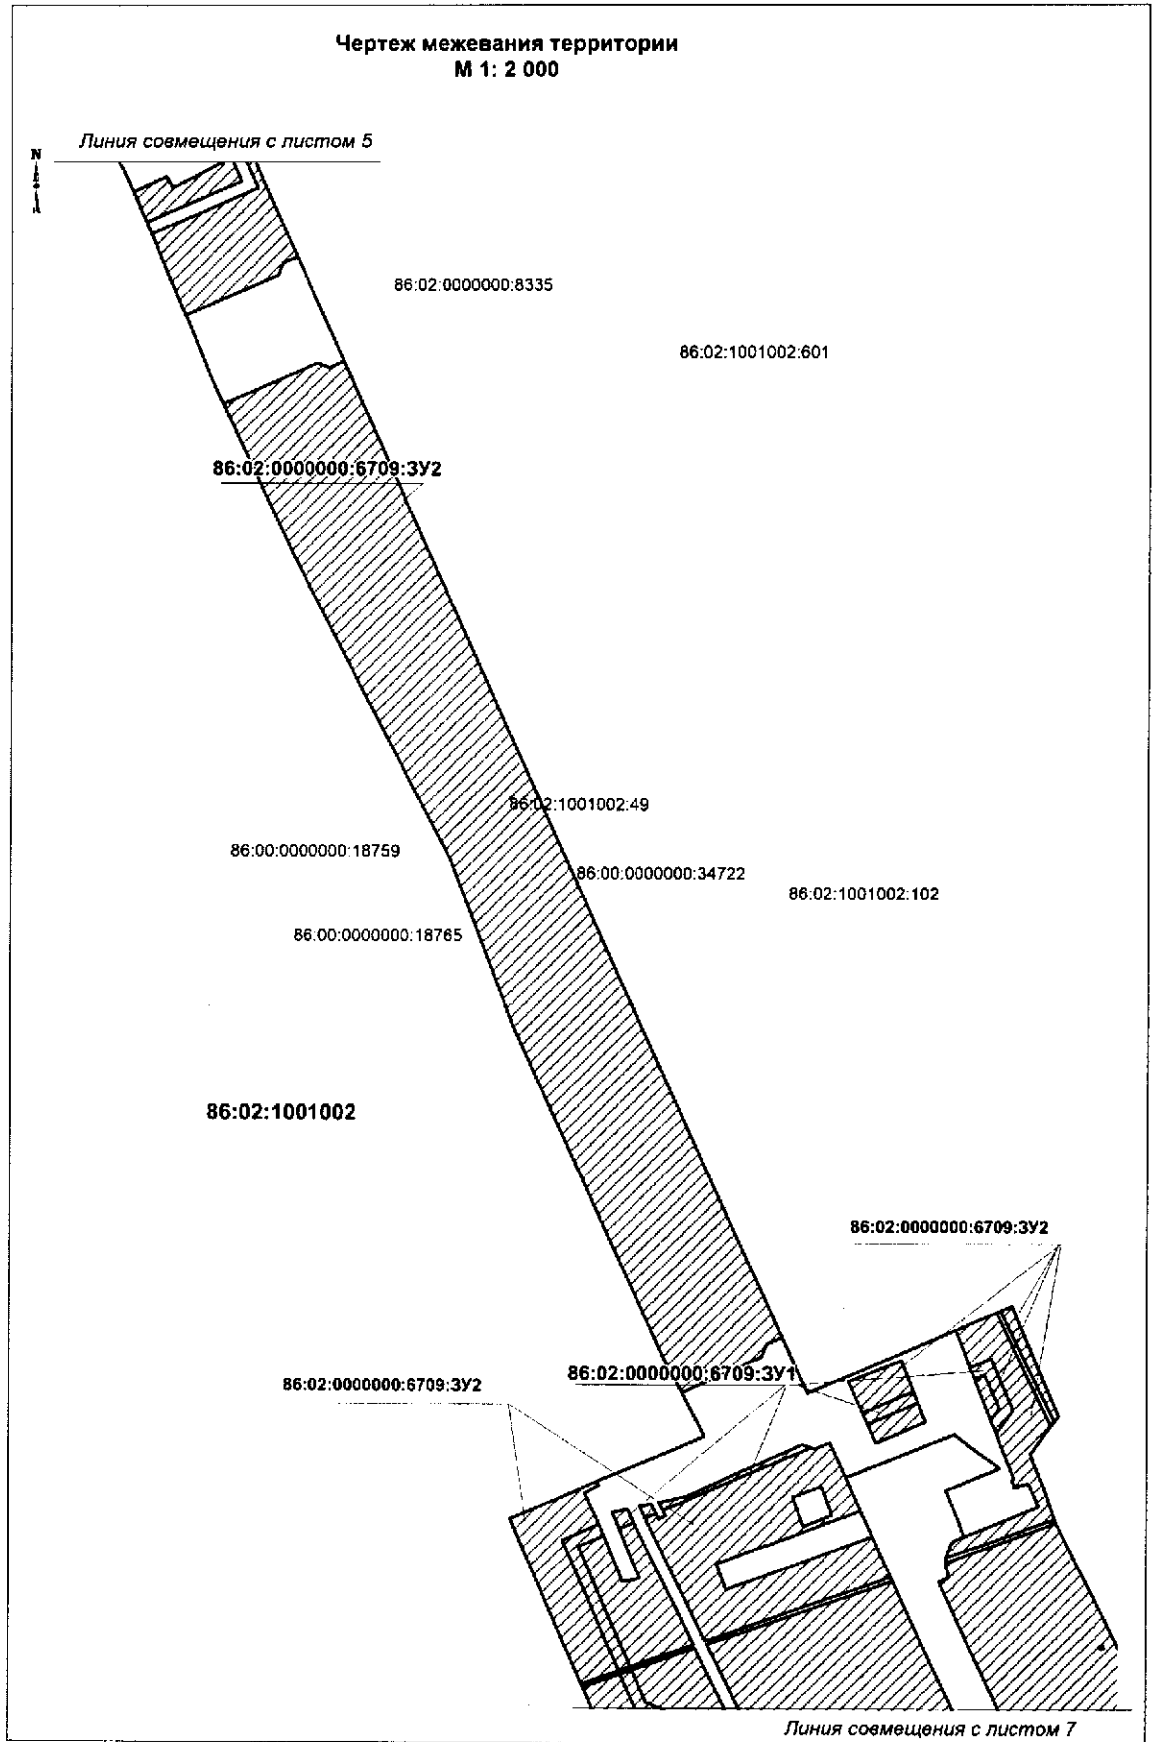 Чертеж межевания территории
М 1: 2 000
Линия совмещения с листом 5
N
86:02:0000000:8335
86:02:1001002:601
86:02:0000000:6709:ЗУ2
86:02:1001002:49
86:00:0000000:18759
86:00:0000000:34722
86:02:1001002:102
86:00:0000000:18765
86:02:1001002
86:02:0000000:6709:ЗУ2
86:02:0000000:6709:ЗУ1
86:02:0000000:6709:ЗУ2
Линия совмещения с листом 7